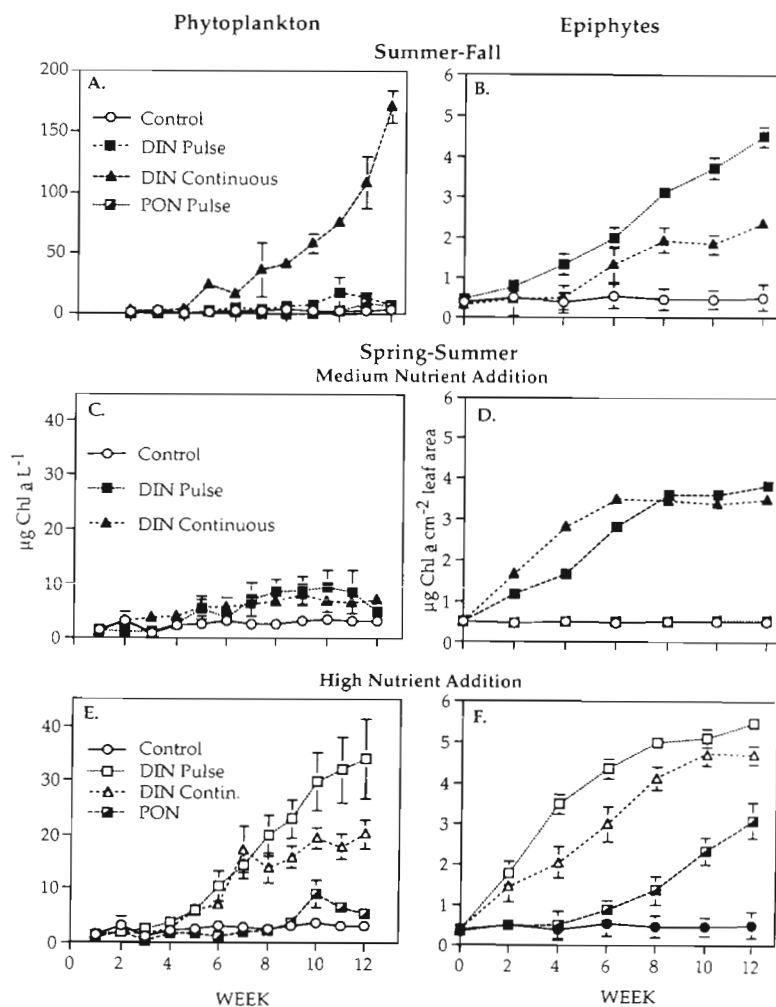 Phytoplankton Epiphytes
Summer-Fall
200 150 100 50 0
A.
Control
DIN Pulse
DIN Continuous
PON Pulse
6 5 4 3 2 1 0
B.
Spring-Summer
Medium Nutrient Addition
µg Chl a L-1
40 30 20 10 0
C.
Control
DIN Pulse
DIN Continuous
µg Chl a cm-2 leaf area
6 5 4 3 2 1 0
D.
High Nutrient Addition
40 30 20 10 0
E.
Control
DIN Pulse
DIN Contin.
PON
0 2 4 6 8 10 12
WEEK
6 5 4 3 2 1 0
F.
0 2 4 6 8 10 12
WEEK